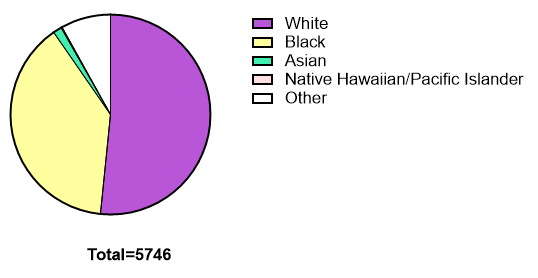 White
Black
Asian
Native Hawaiian/Pacific Islander
Other
Total=5746